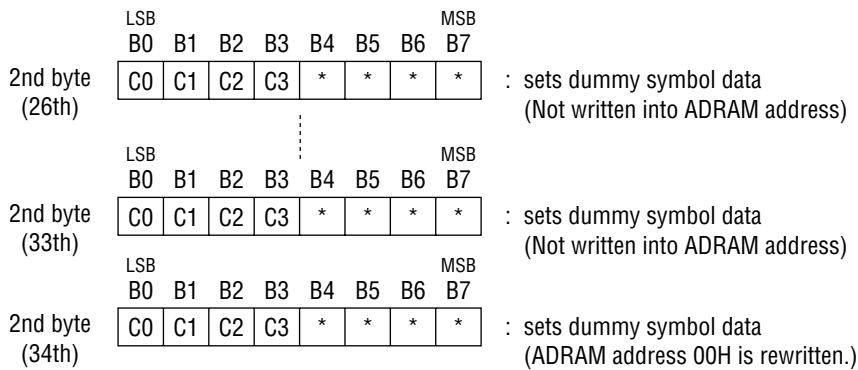 LSB MSB
B0 B1 B2 B3 B4 B5 B6 B7
2nd byte C0 C1 C2 C3 * * * * : sets dummy symbol data
(26th) (Not written into ADRAM address)
LSB MSB
B0 B1 B2 B3 B4 B5 B6 B7
2nd byte C0 C1 C2 C3 * * * * : sets dummy symbol data
(33th) (Not written into ADRAM address)
LSB MSB
B0 B1 B2 B3 B4 B5 B6 B7
2nd byte C0 C1 C2 C3 * * * * : sets dummy symbol data
(34th) (ADRAM address 00H is rewritten.)